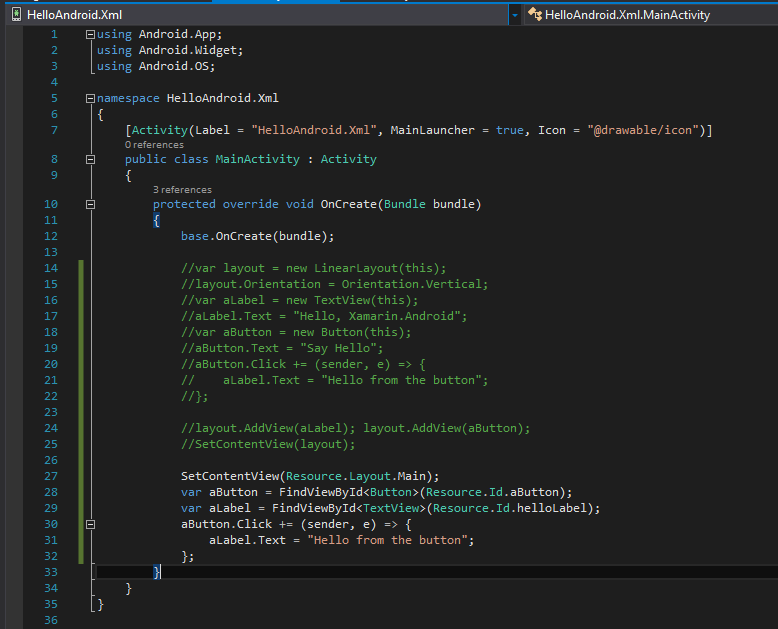 HelloAndroid.Xml HelloAndroid.Xml.MainActivity
1 using Android.App;
2 using Android.Widget;
3 using Android.OS;
4
5 namespace HelloAndroid.Xml
6 {
7     [Activity(Label = "HelloAndroid.Xml", MainLauncher = true, Icon = "@drawable/icon")]
0 references
8     public class MainActivity : Activity
9     {
3 references
10         protected override void OnCreate(Bundle bundle)
11         {
12             base.OnCreate(bundle);
13
14             //var layout = new LinearLayout(this);
15             //layout.Orientation = Orientation.Vertical;
16             //var aLabel = new TextView(this);
17             //aLabel.Text = "Hello, Xamarin.Android";
18             //var aButton = new Button(this);
19             //aButton.Text = "Say Hello";
20             //aButton.Click += (sender, e) => {
21             //    aLabel.Text = "Hello from the button";
22             //};
23
24             //layout.AddView(aLabel); layout.AddView(aButton);
25             //SetContentView(layout);
26
27             SetContentView(Resource.Layout.Main);
28             var aButton = FindViewById<Button>(Resource.Id.aButton);
29             var aLabel = FindViewById<TextView>(Resource.Id.helloLabel);
30             aButton.Click += (sender, e) => {
31                 aLabel.Text = "Hello from the button";
32             };
33         }
34     }
35 }
36